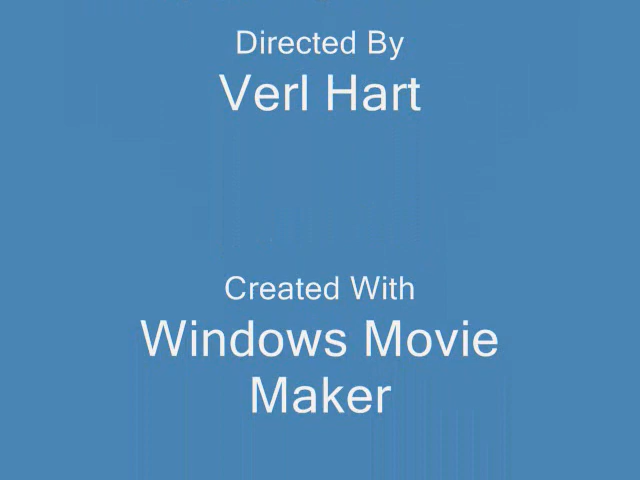 Directed By
Verl Hart
Created With
Windows Movie
Maker